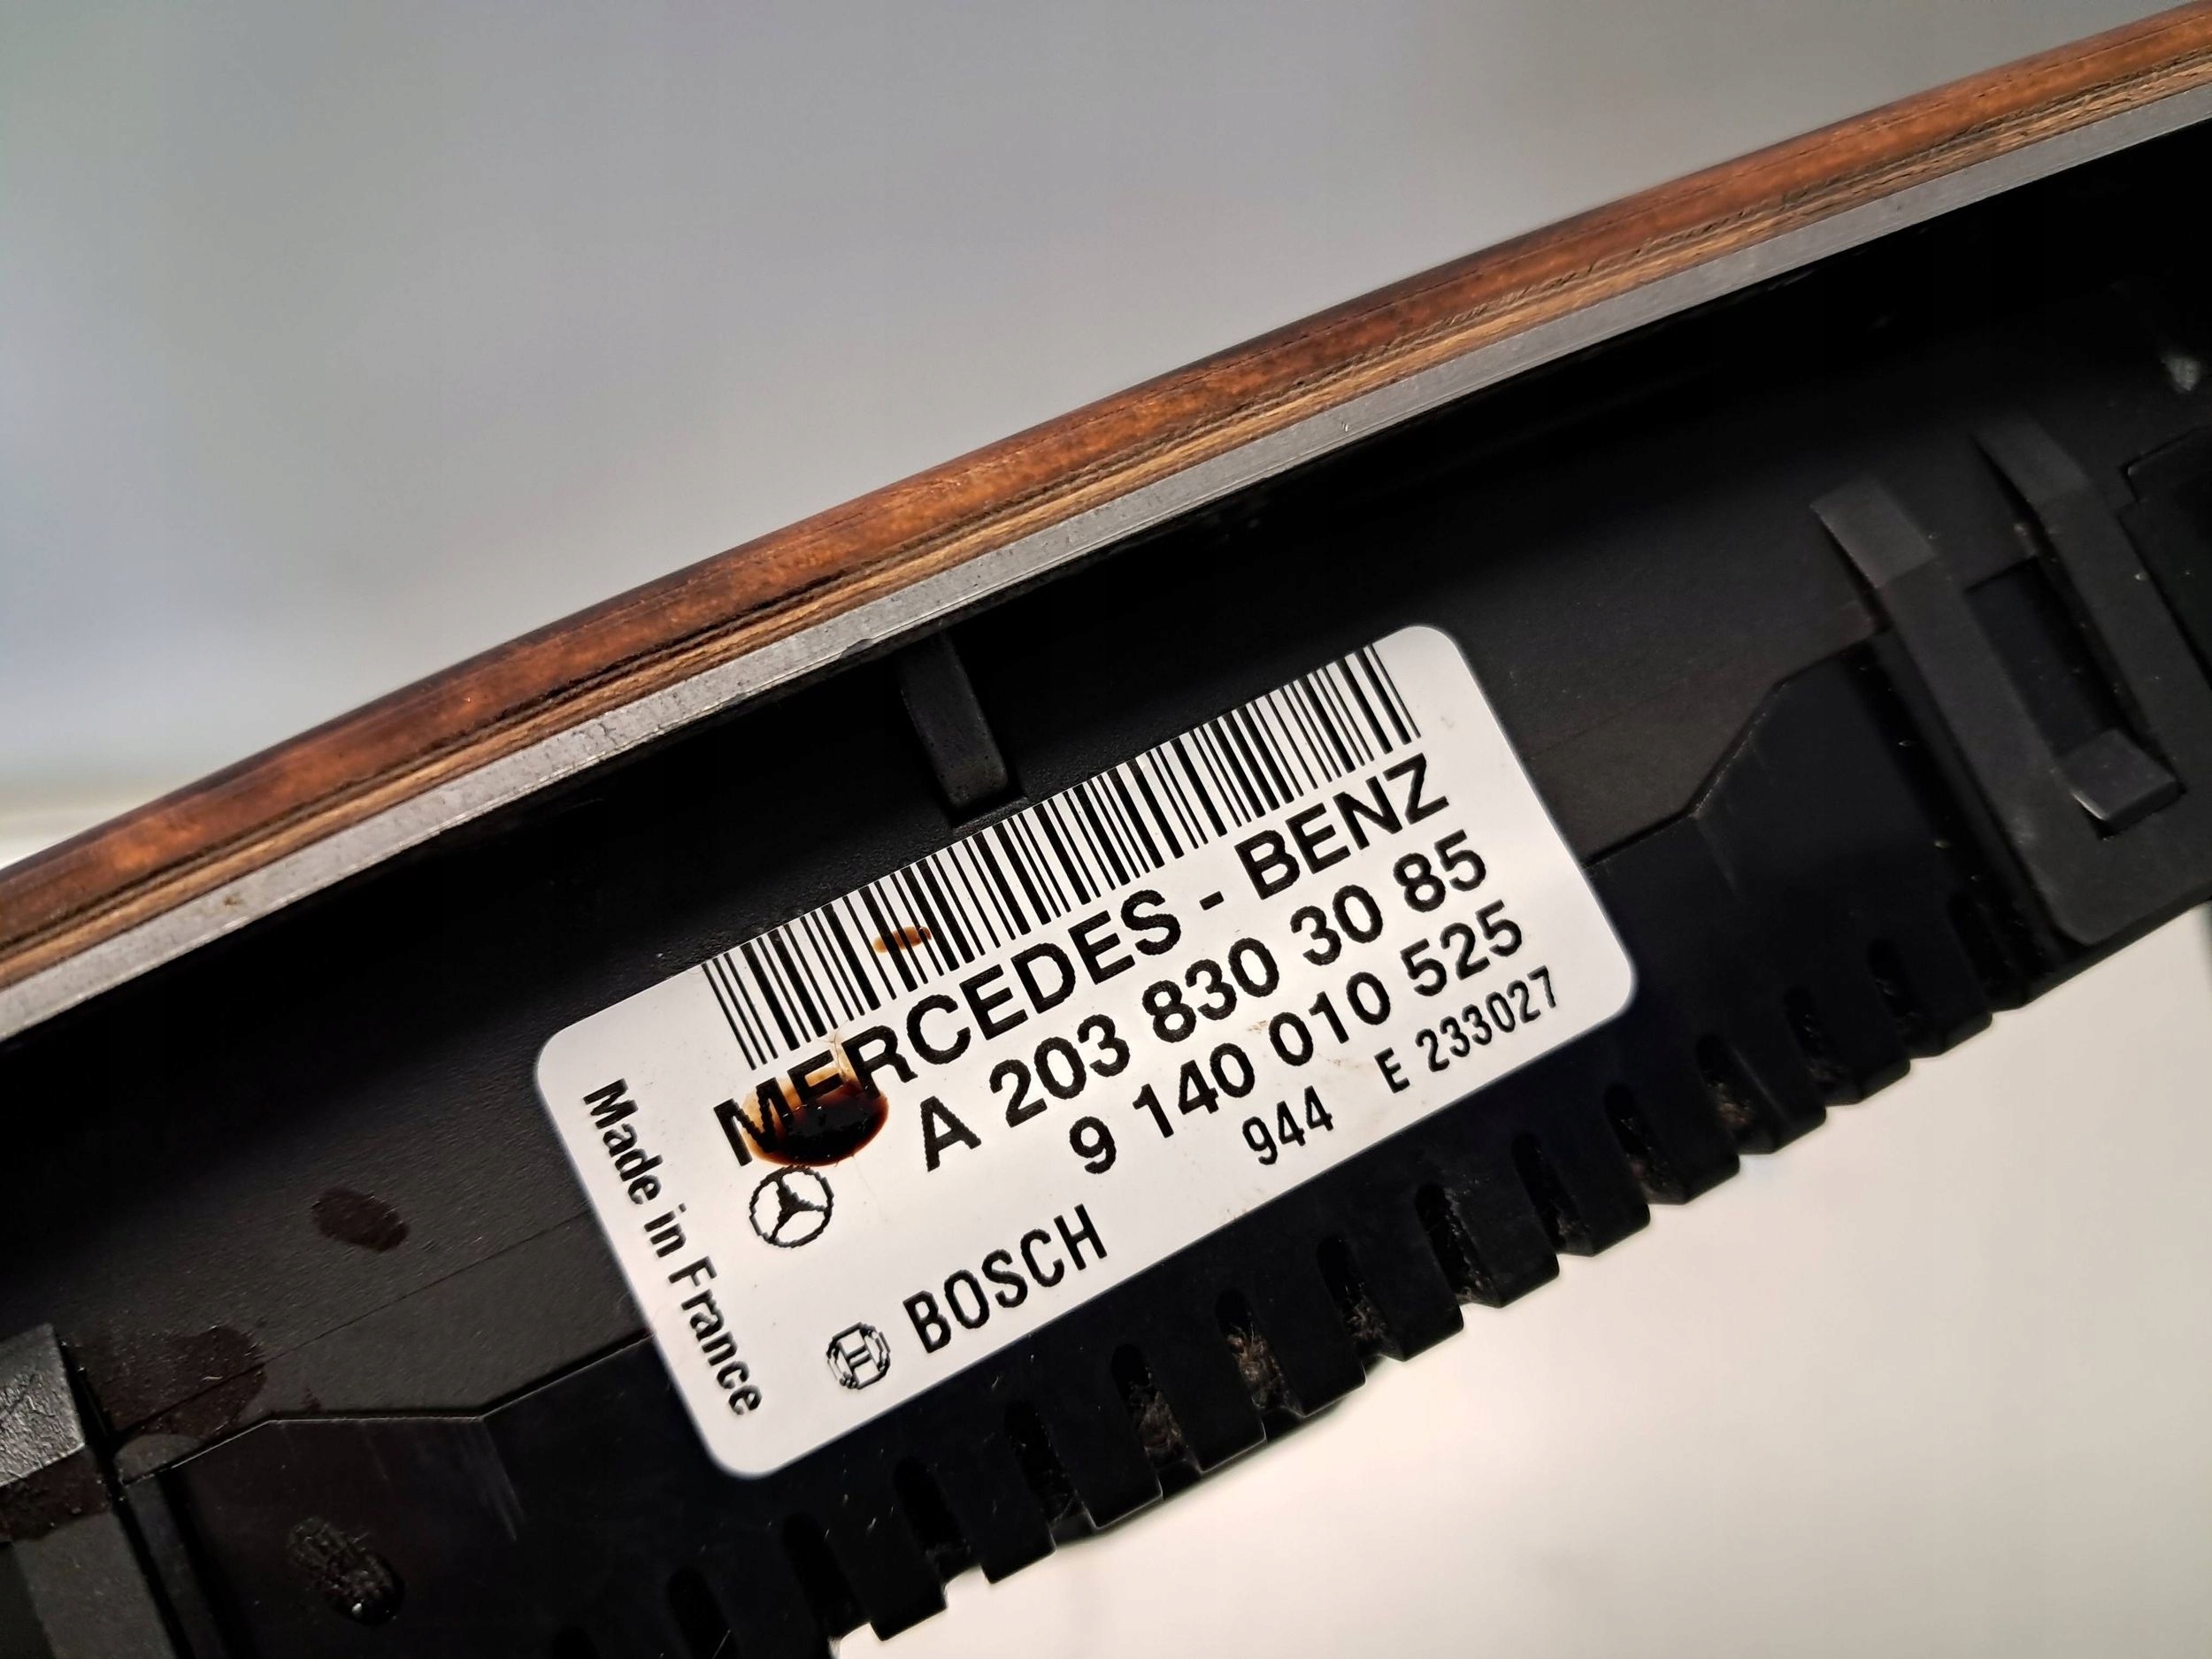 MERCEDES - BENZ
A 203 830 30 85
9 140 010 525
944 E 233027
BOSCH
Made in France